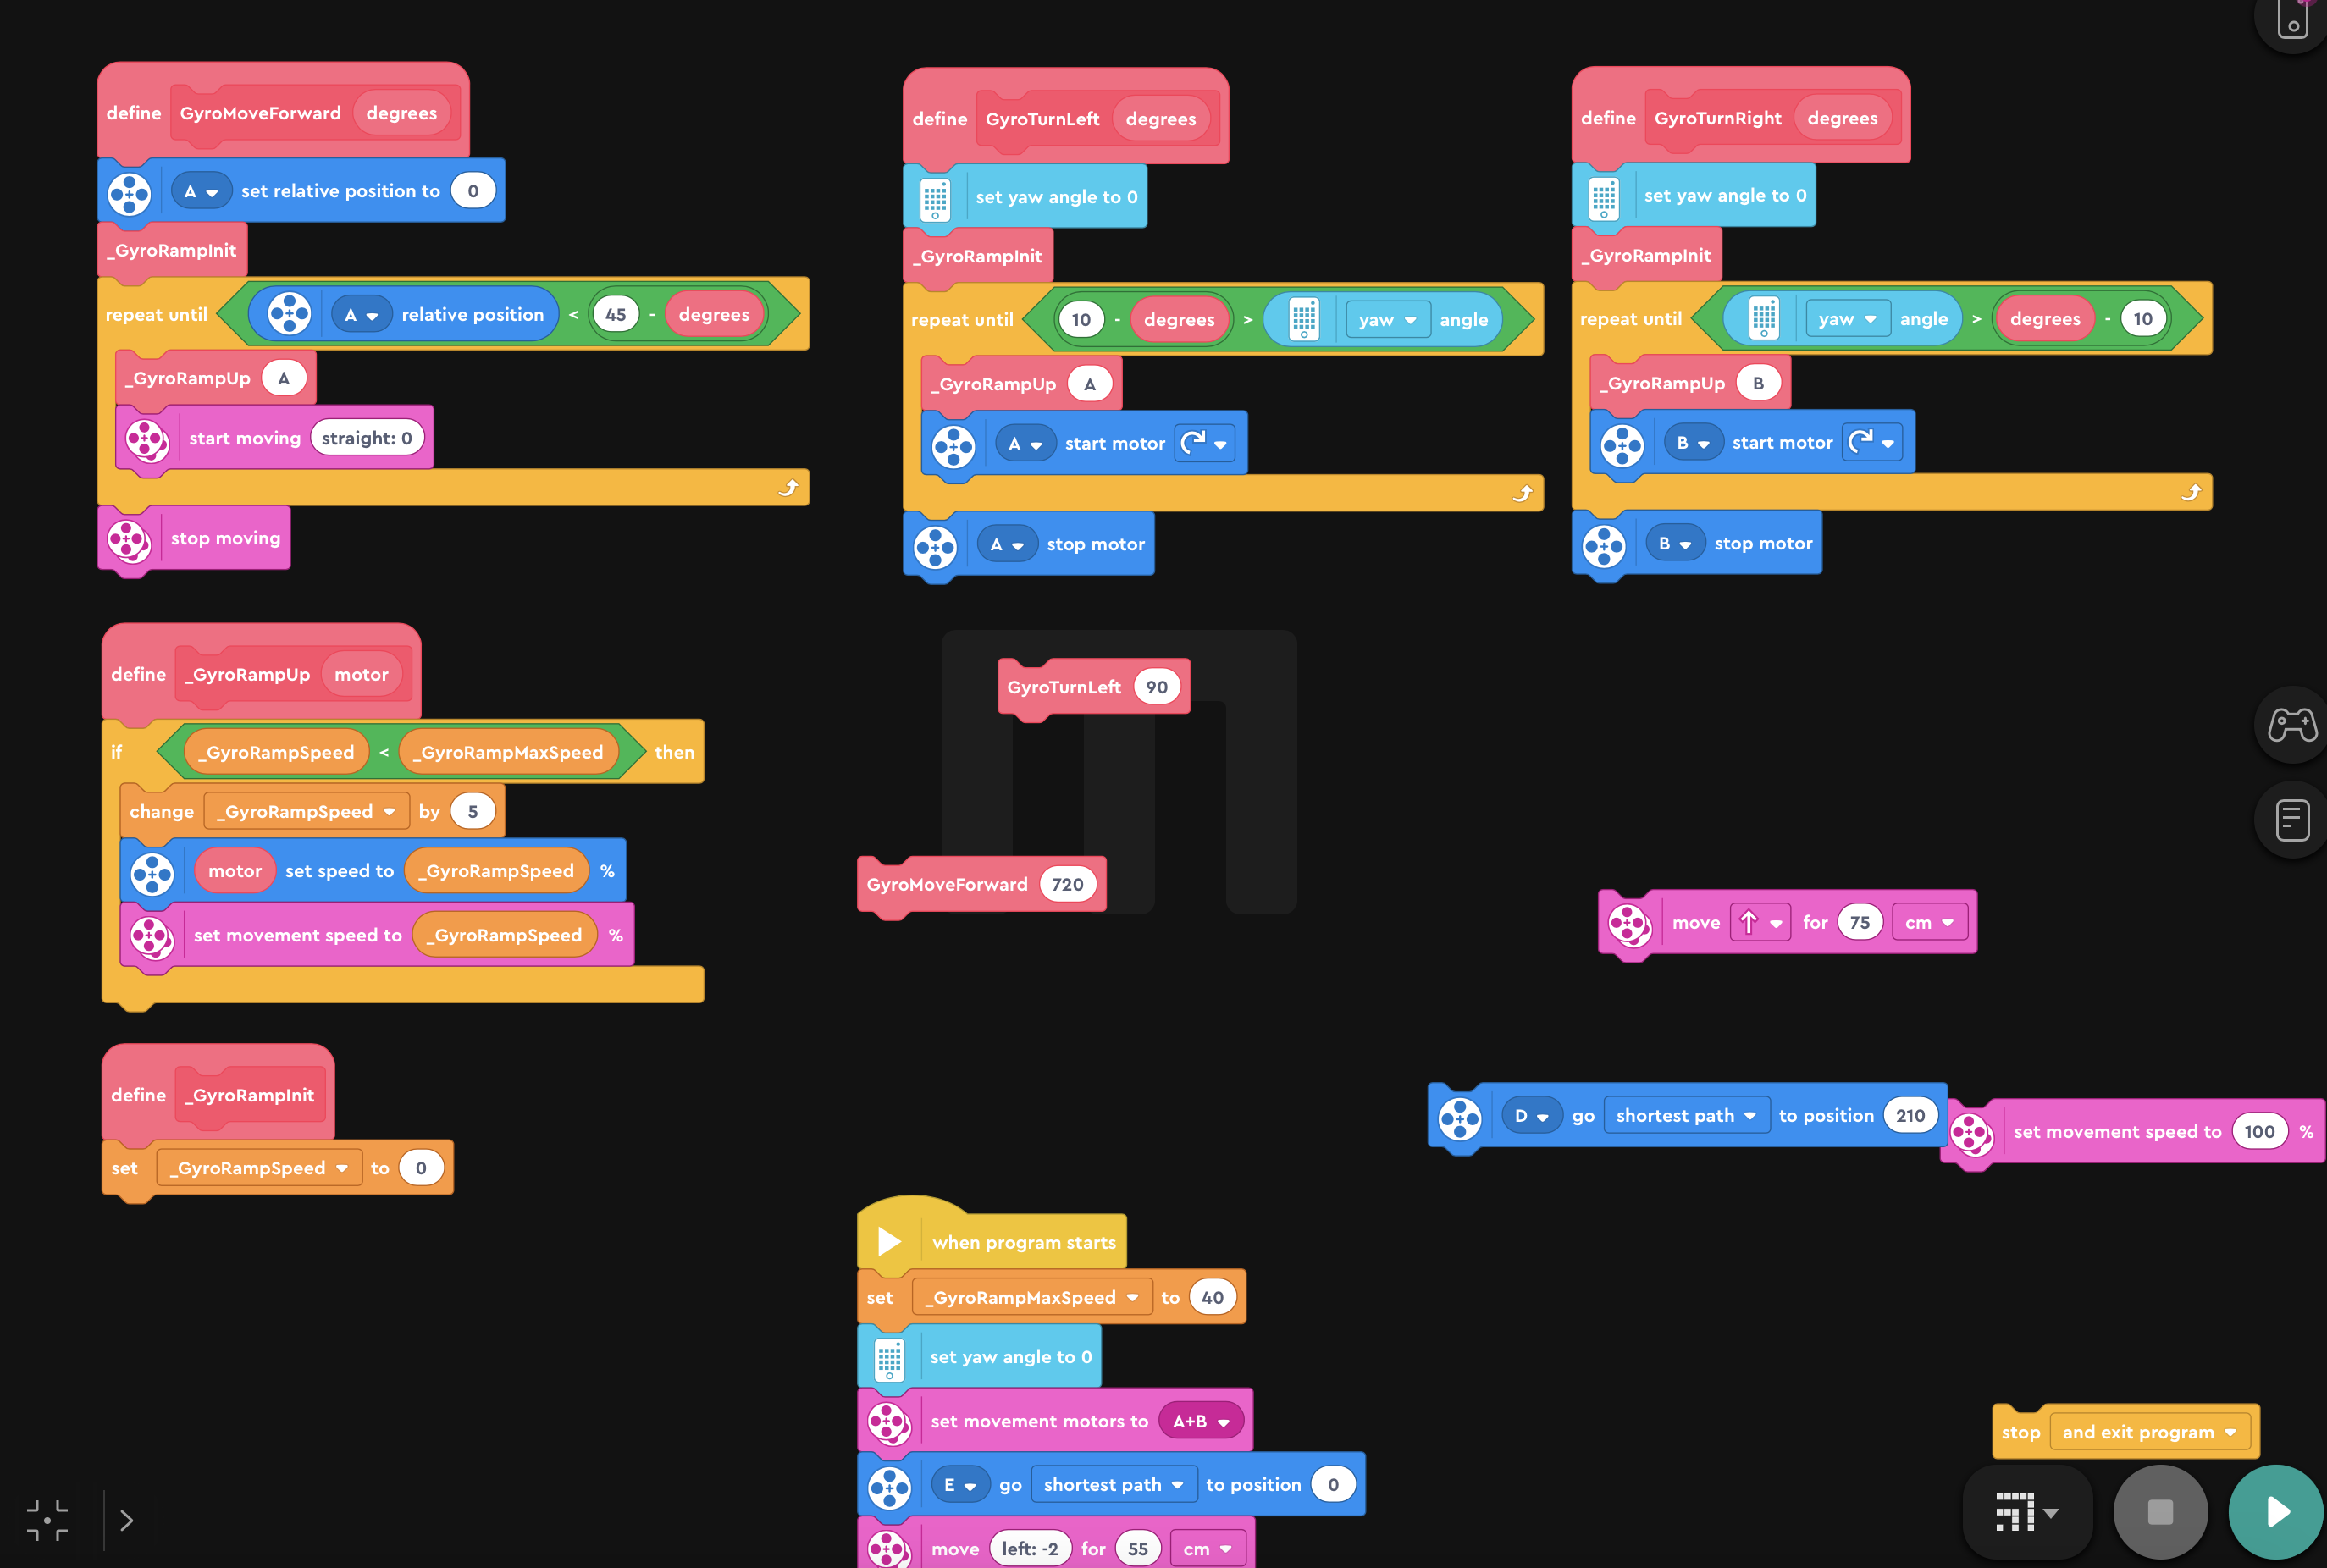 define GyroMoveForward degrees
A set relative position to 0
_GyroRampInit
repeat until A relative position < 45 - degrees
_GyroRampUp A
start moving straight: 0
stop moving
define GyroTurnLeft degrees
set yaw angle to 0
_GyroRampInit
repeat until 10 - degrees > yaw angle
_GyroRampUp A
A start motor
A stop motor
define GyroTurnRight degrees
set yaw angle to 0
_GyroRampInit
repeat until yaw angle > degrees - 10
_GyroRampUp B
B start motor
B stop motor
define _GyroRampUp motor
if _GyroRampSpeed < _GyroRampMaxSpeed then
change _GyroRampSpeed by 5
motor set speed to _GyroRampSpeed %
set movement speed to _GyroRampSpeed %
GyroTurnLeft 90
GyroMoveForward 720
move for 75 cm
define _GyroRampInit
set _GyroRampSpeed to 0
D go shortest path to position 210
set movement speed to 100 %
when program starts
set _GyroRampMaxSpeed to 40
set yaw angle to 0
set movement motors to A+B
E go shortest path to position 0
move left: -2 for 55 cm
stop and exit program